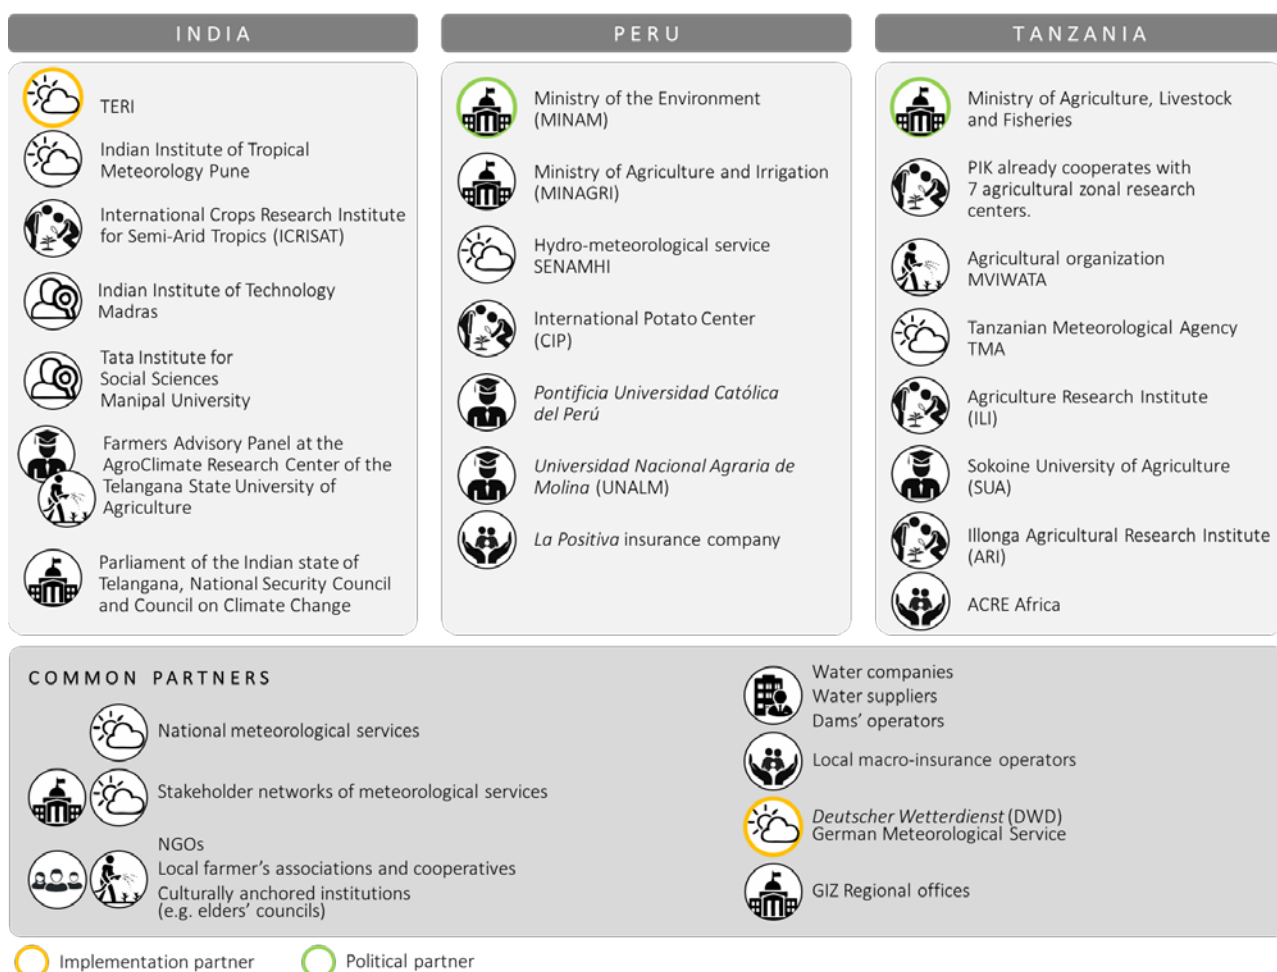 INDIA
TERI
Indian Institute of Tropical
Meteorology Pune
International Crops Research Institute
for Semi-Arid Tropics (ICRISAT)
Indian Institute of Technology
Madras
Tata Institute for
Social Sciences
Manipal University
Farmers Advisory Panel at the
AgroClimate Research Center of the
Telangana State University of
Agriculture
Parliament of the Indian state of
Telangana, National Security Council
and Council on Climate Change
PERU
Ministry of the Environment
(MINAM)
Ministry of Agriculture and Irrigation
(MINAGRI)
Hydro-meteorological service
SENAMHI
International Potato Center
(CIP)
Pontificia Universidad Católica
del Perú
Universidad Nacional Agraria de
Molina (UNALM)
La Positiva insurance company
TANZANIA
Ministry of Agriculture, Livestock
and Fisheries
PIK already cooperates with
7 agricultural zonal research
centers.
Agricultural organization
MVIWATA
Tanzanian Meteorological Agency
TMA
Agriculture Research Institute
(ILI)
Sokoine University of Agriculture
(SUA)
Illonga Agricultural Research Institute
(ARI)
ACRE Africa
COMMON PARTNERS
National meteorological services
Stakeholder networks of meteorological services
NGOs
Local farmer's associations and cooperatives
Culturally anchored institutions
(e.g. elders' councils)
Water companies
Water suppliers
Dams' operators
Local macro-insurance operators
Deutscher Wetterdienst (DWD)
German Meteorological Service
GIZ Regional offices
Implementation partner
Political partner